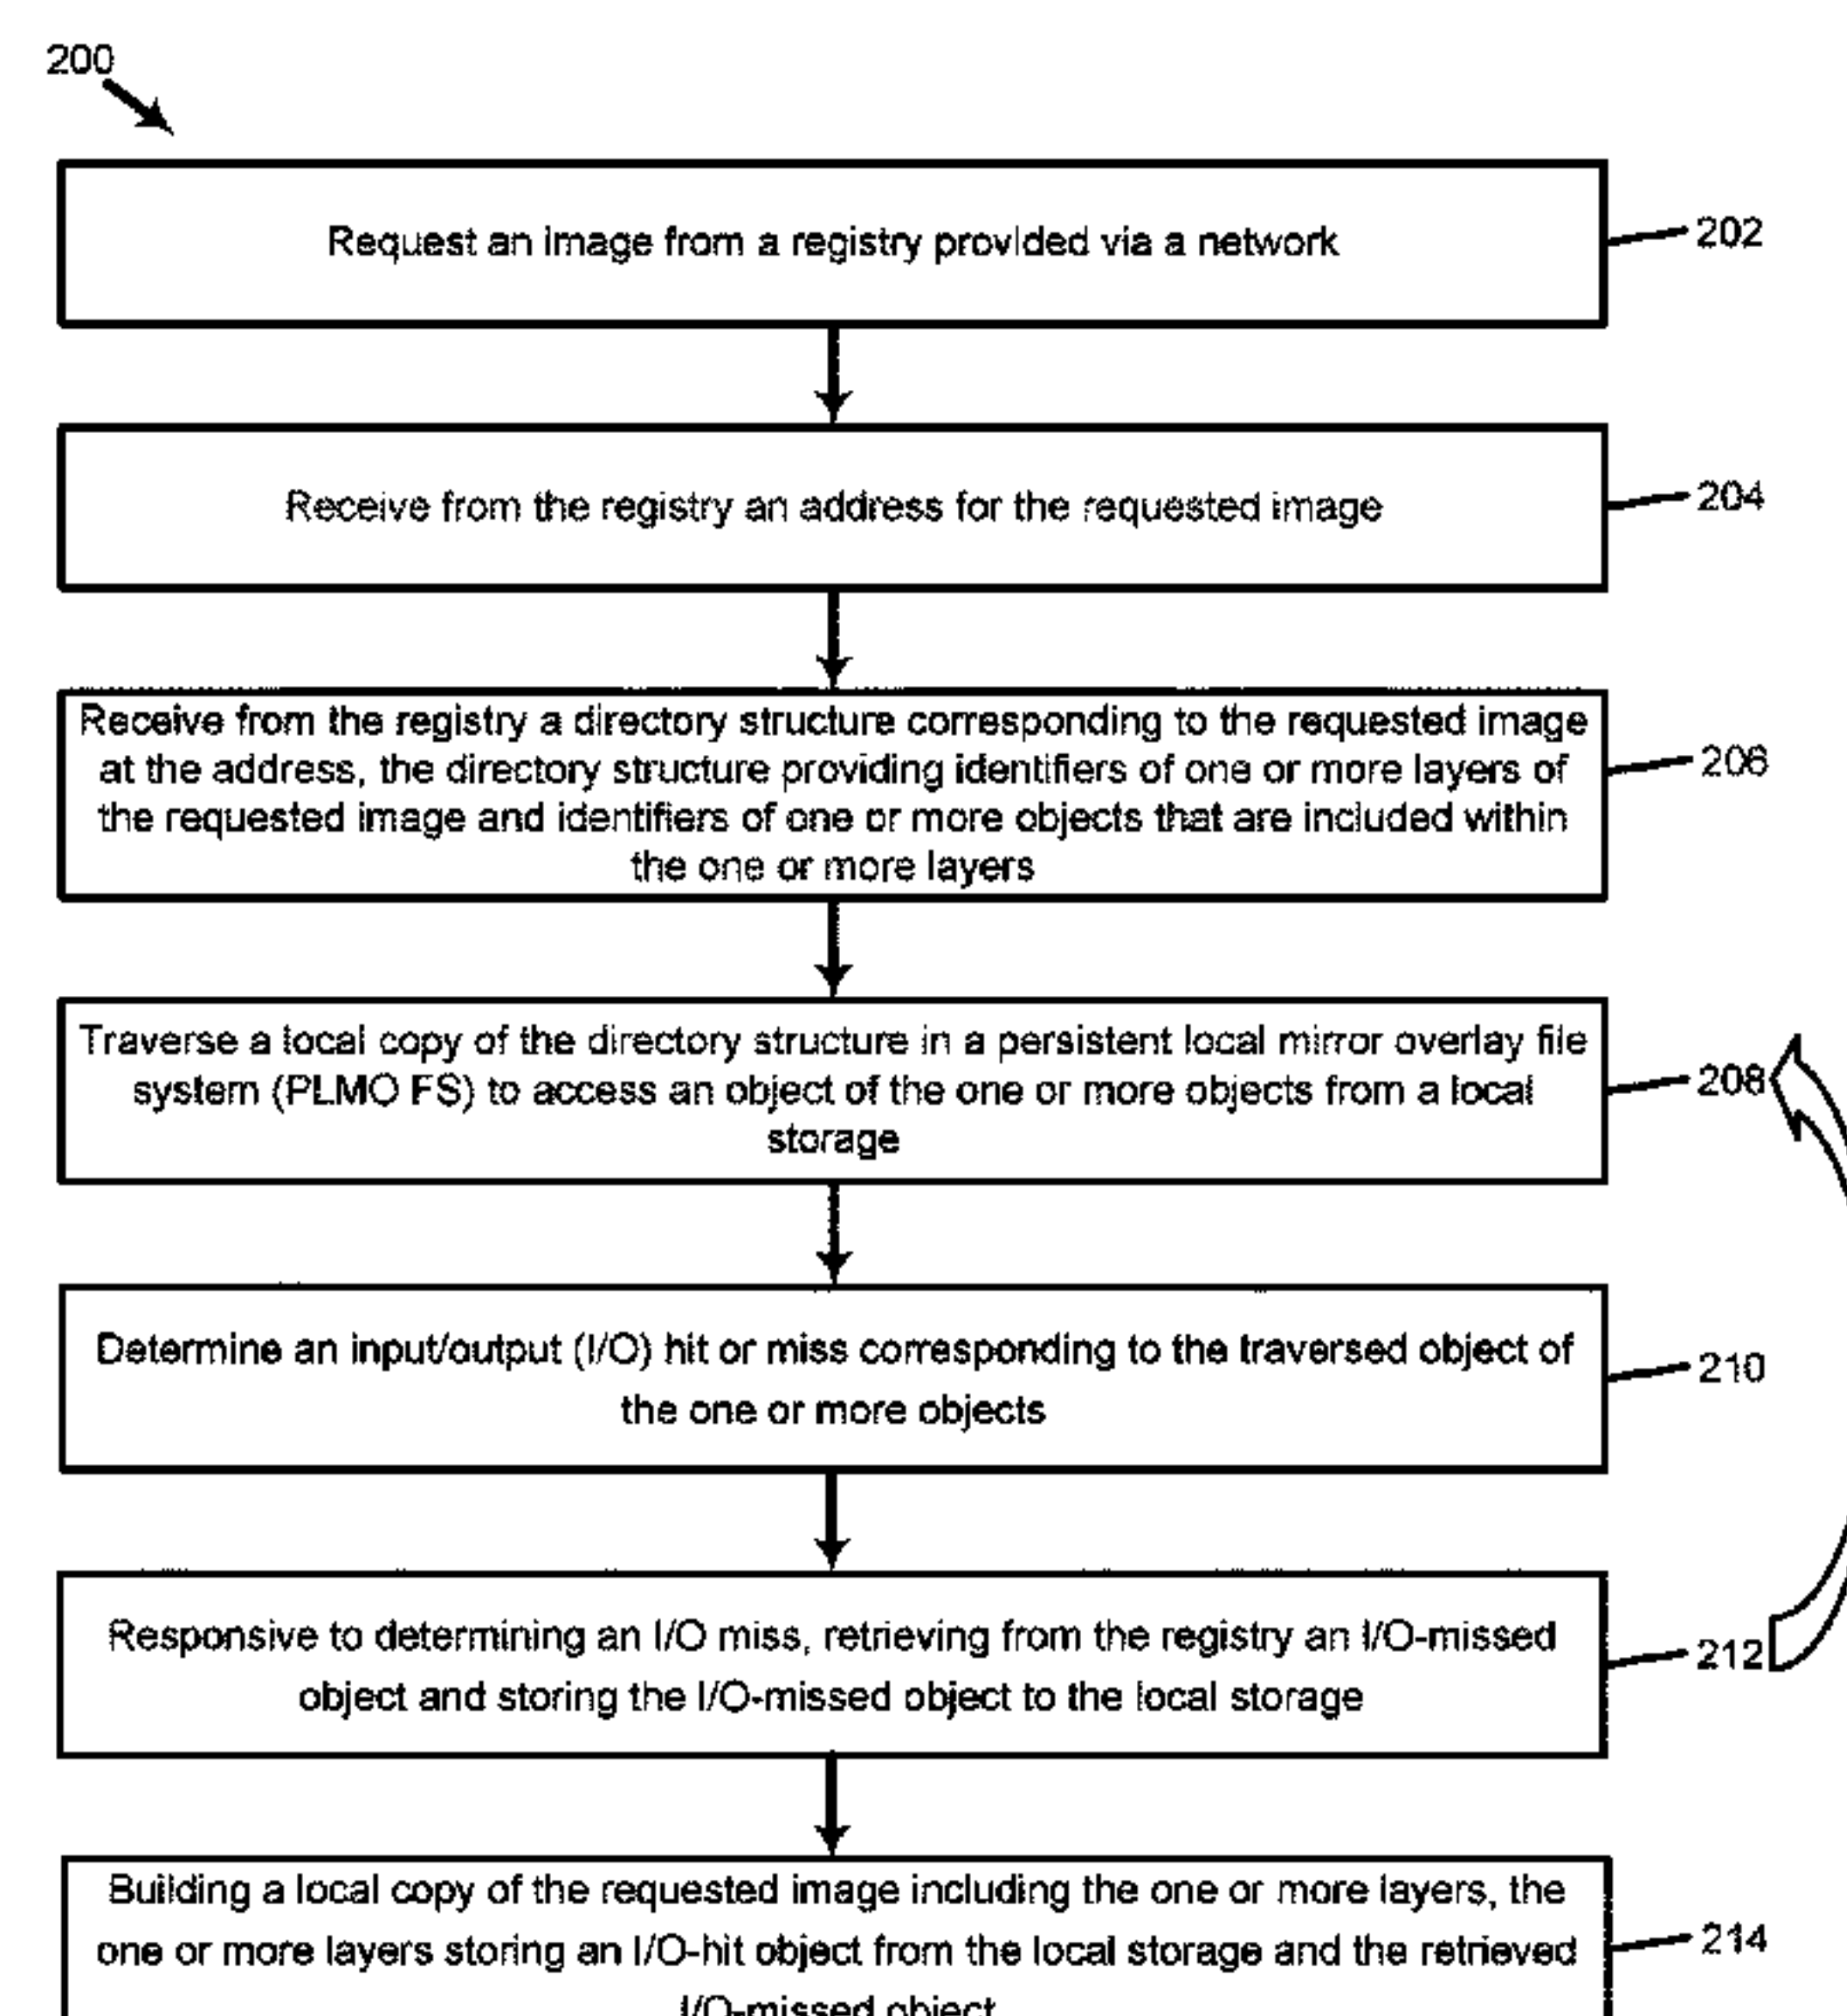 200
Request an image from a registry provided via a network
202
Receive from the registry an address for the requested image
204
Receive from the registry a directory structure corresponding to the requested image
at the address, the directory structure providing identifiers of one or more layers of
the requested image and identifiers of one or more objects that are included within
the one or more layers
206
Traverse a local copy of the directory structure in a persistent local mirror overlay file
system (PLMO FS) to access an object of the one or more objects from a local
storage
208
Determine an input/output (I/O) hit or miss corresponding to the traversed object of
the one or more objects
210
Responsive to determining an I/O miss, retrieving from the registry an I/O-missed
object and storing the I/O-missed object to the local storage
212
Building a local copy of the requested image including the one or more layers, the
one or more layers storing an I/O-hit object from the local storage and the retrieved
I/O-missed object
214